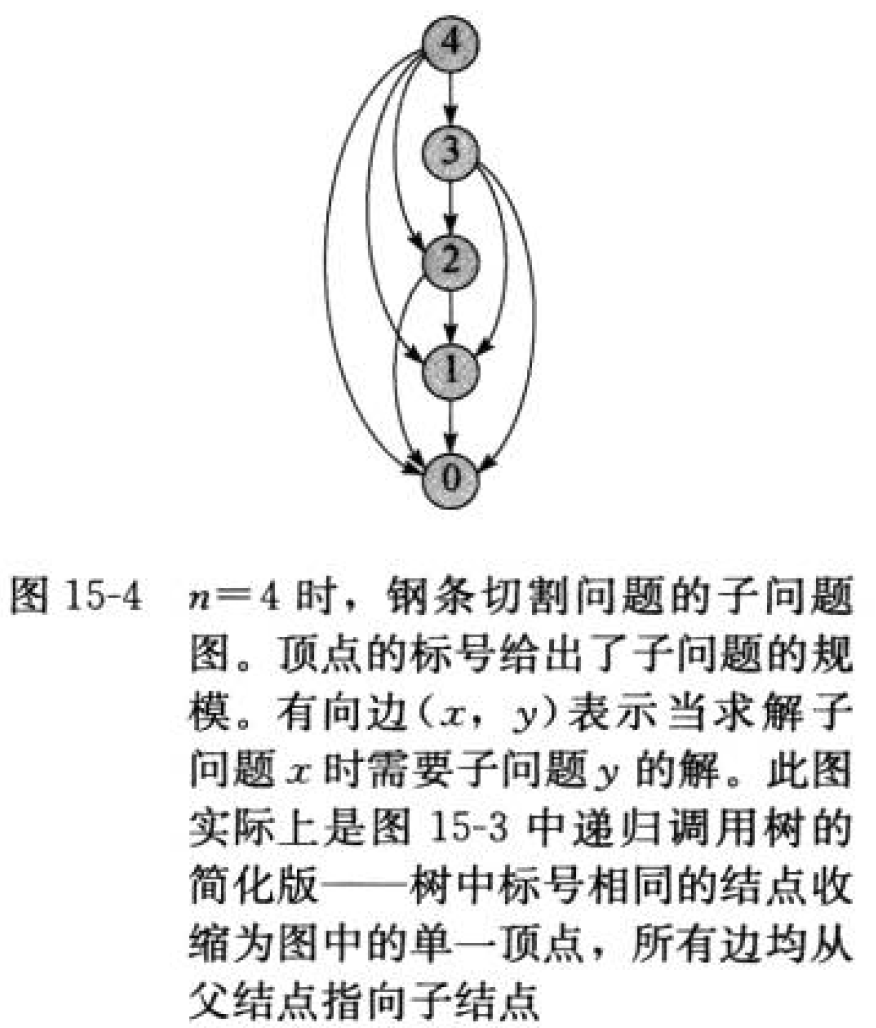 4
3
2
1
0
图 15-4 n=4 时，钢条切割问题的子问题
图。顶点的标号给出了子问题的规
模。有向边(x, y)表示当求解子
问题 x 时需要子问题 y 的解。此图
实际上是图 15-3 中递归调用树的
简化版——树中标号相同的结点收
缩为图中的单一顶点，所有边均从
父结点指向子结点